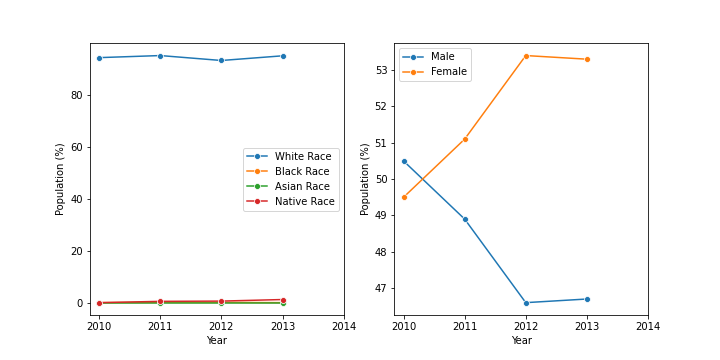 80
60
40
20
0
Population (%)
2010 2011 2012 2013 2014
Year
White Race
Black Race
Asian Race
Native Race
Male
Female
53
52
51
50
49
48
47
Population (%)
2010 2011 2012 2013 2014
Year